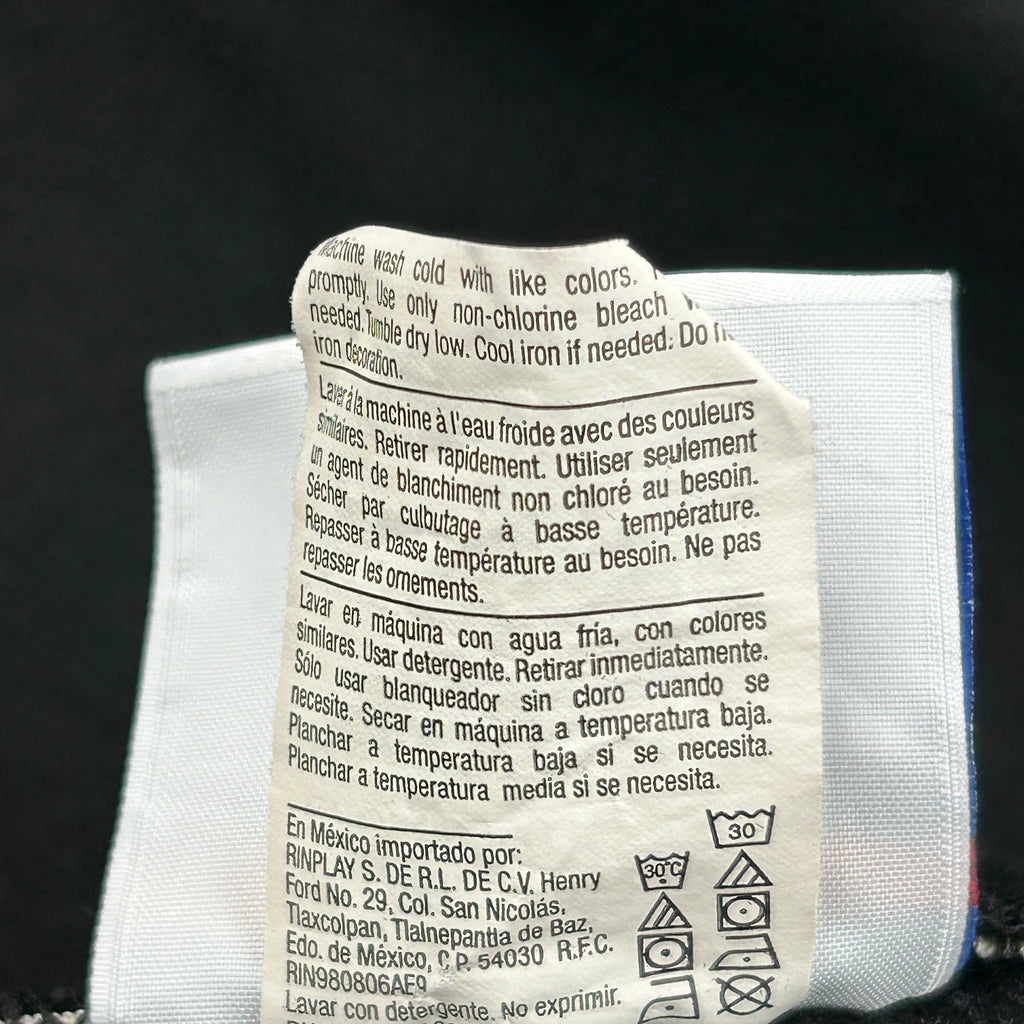 Machine wash cold with like colors.
promptly. Use only non-chlorine bleach
needed. Tumble dry low. Cool iron if needed. Do
iron decoration.
Laver à la machine à l'eau froide avec des couleurs
similaires. Retirer rapidement. Utiliser seulement
un agent de blanchiment non chloré au besoin.
Sécher par culbutage à basse température.
Repasser à basse température au besoin. Ne pas
repasser les ornements.
Lavar en máquina con agua fría, con colores
similares. Usar detergente. Retirar inmediatamente.
Sólo usar blanqueador sin cloro cuando se
necesite. Secar en máquina a temperatura baja.
Planchar a temperatura baja si se necesita.
Planchar a temperatura media si se necesita.
En México importado por:
RINPLAY S. DE R.L. DE C.V. Henry
Ford No. 29, Col. San Nicolás,
Tlaxcolpan, Tlalnepantla de Baz,
Edo. de México, C.P. 54030 R.F.C.
RIN980806AE9
Lavar con detergente. No exprimir.
30°C
30